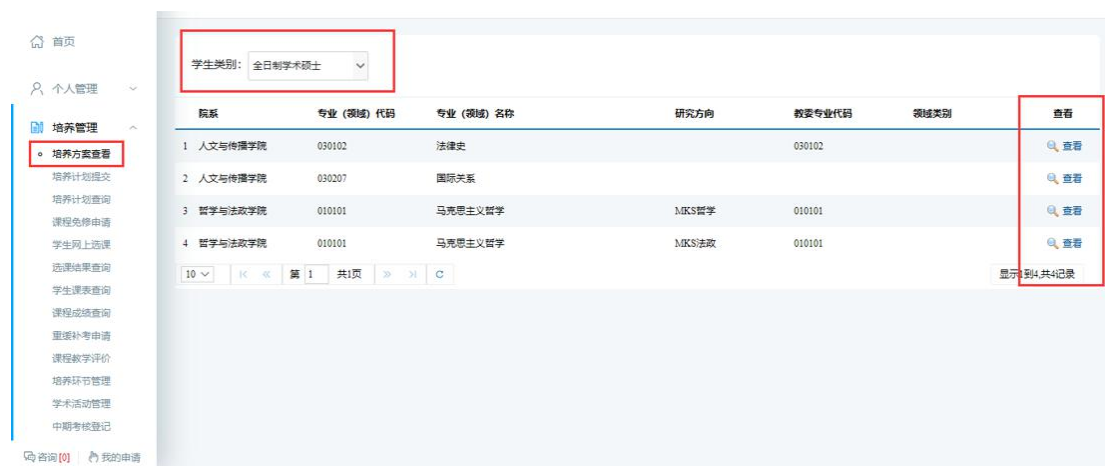 首页
个人管理
培养管理
培养方案查看
培养计划提交
培养计划查询
课程免修申请
学生网上选课
选课结果查询
学生课表查询
课程成绩查询
重缓补考申请
课程教学评价
培养环节管理
学术活动管理
中期考核登记
咨询[0] 我的申请
学生类别： 全日制学术硕士
院系 专业（领域）代码 专业（领域）名称 研究方向 教委专业代码 领域类别 查看
1 人文与传播学院 030102 法律史 030102 查看
2 人文与传播学院 030207 国际关系 查看
3 哲学与法政学院 010101 马克思主义哲学 MKS哲学 010101 查看
4 哲学与法政学院 010101 马克思主义哲学 MKS法政 010101 查看
10 第 1 共1页 显示1到4,共4记录